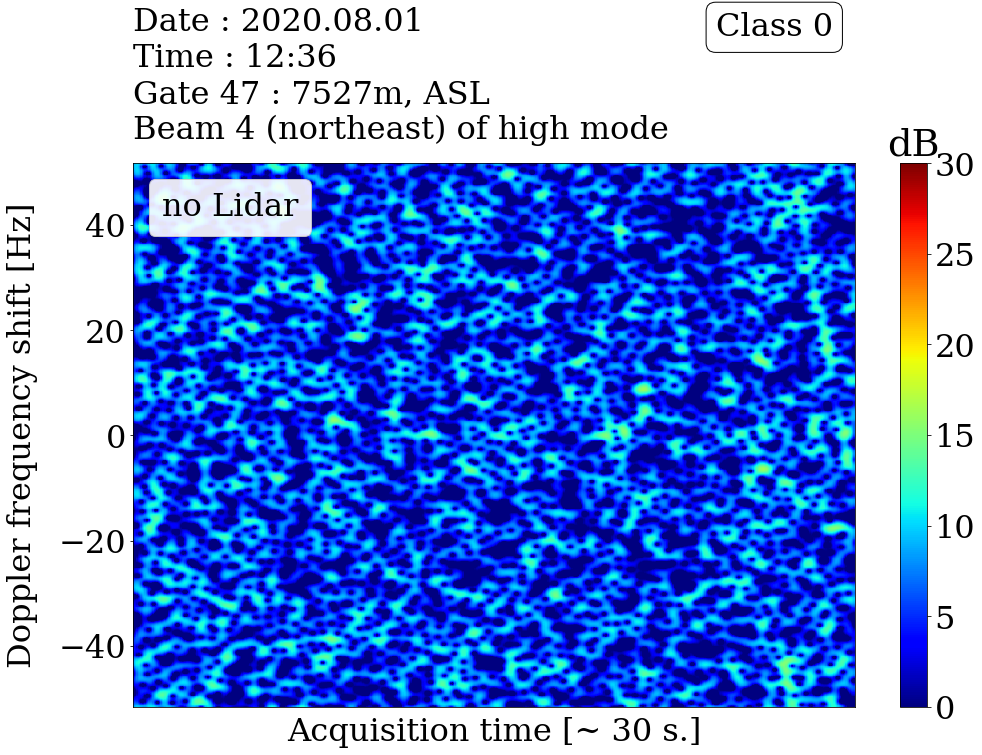 Date : 2020.08.01
Time : 12:36
Gate 47 : 7527m, ASL
Beam 4 (northeast) of high mode
Class 0
dB
no Lidar
Doppler frequency shift [Hz]
40
20
0
−20
−40
Acquisition time [~ 30 s.]
30
25
20
15
10
5
0